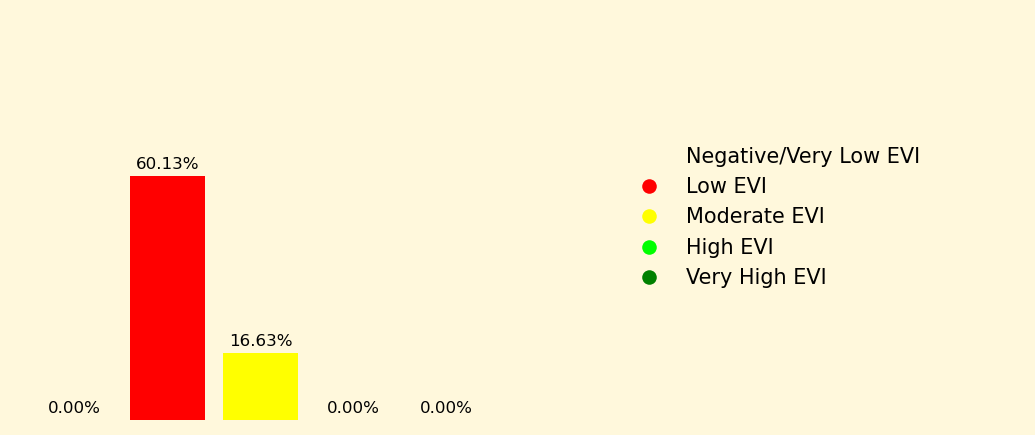 60.13%
16.63%
0.00%
0.00%
0.00%
Negative/Very Low EVI
Low EVI
Moderate EVI
High EVI
Very High EVI